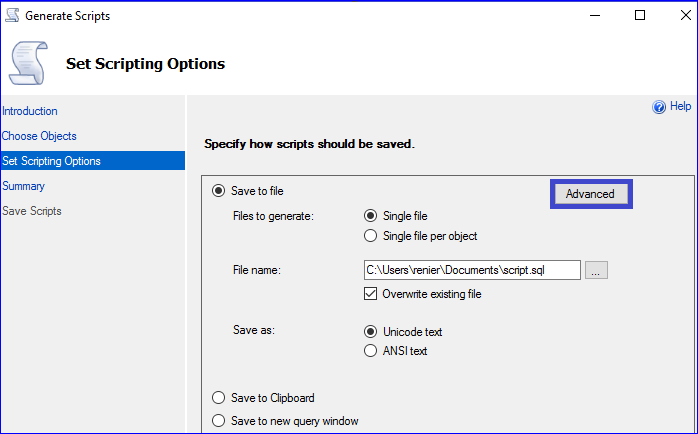 Generate Scripts
Set Scripting Options
Help
Introduction
Choose Objects
Set Scripting Options
Summary
Save Scripts
Specify how scripts should be saved.
Save to file
Advanced
Files to generate:
Single file
Single file per object
File name:
C:\Users\renier\Documents\script.sql
...
Overwrite existing file
Save as:
Unicode text
ANSI text
Save to Clipboard
Save to new query window